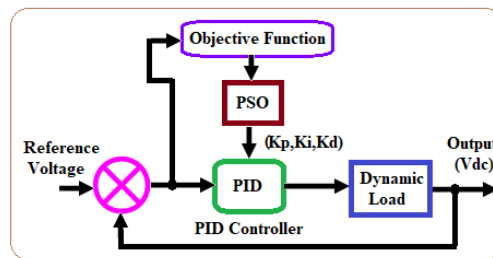 Objective Function
PSO
(Kp,Ki,Kd)
Reference
Voltage
PID
Dynamic
Load
Output
(Vdc)
PID Controller